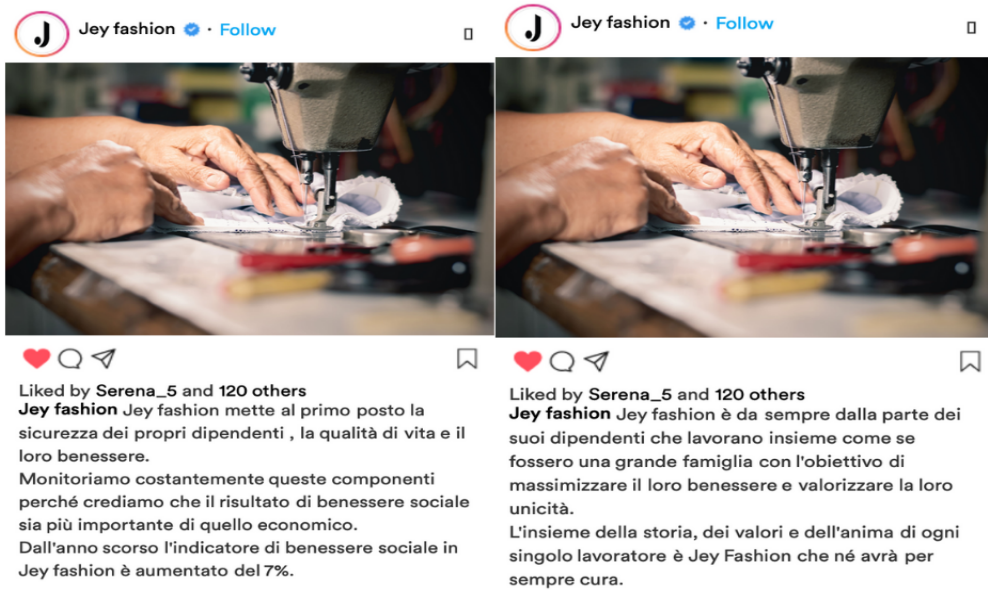 Jey fashion · Follow
Liked by Serena_5 and 120 others
Jey fashion Jey fashion mette al primo posto la
sicurezza dei propri dipendenti , la qualità di vita e il
loro benessere.
Monitoriamo costantemente queste componenti
perché crediamo che il risultato di benessere sociale
sia più importante di quello economico.
Dall'anno scorso l'indicatore di benessere sociale in
Jey fashion è aumentato del 7%.
Jey fashion · Follow
Liked by Serena_5 and 120 others
Jey fashion Jey fashion è da sempre dalla parte dei
suoi dipendenti che lavorano insieme come se
fossero una grande famiglia con l'obiettivo di
massimizzare il loro benessere e valorizzare la loro
unicità.
L'insieme della storia, dei valori e dell'anima di ogni
singolo lavoratore è Jey Fashion che né avrà per
sempre cura.